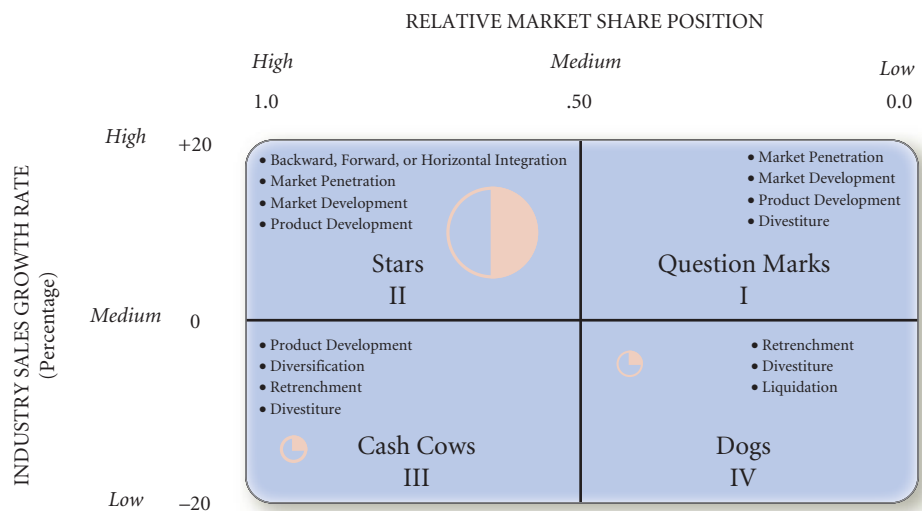 RELATIVE MARKET SHARE POSITION
High
Medium
Low
1.0
.50
0.0
INDUSTRY SALES GROWTH RATE
(Percentage)
High
+20
Medium
0
Low
–20
• Backward, Forward, or Horizontal Integration
• Market Penetration
• Market Development
• Product Development
Stars
II
• Market Penetration
• Market Development
• Product Development
• Divestiture
Question Marks
I
• Product Development
• Diversification
• Retrenchment
• Divestiture
Cash Cows
III
• Retrenchment
• Divestiture
• Liquidation
Dogs
IV